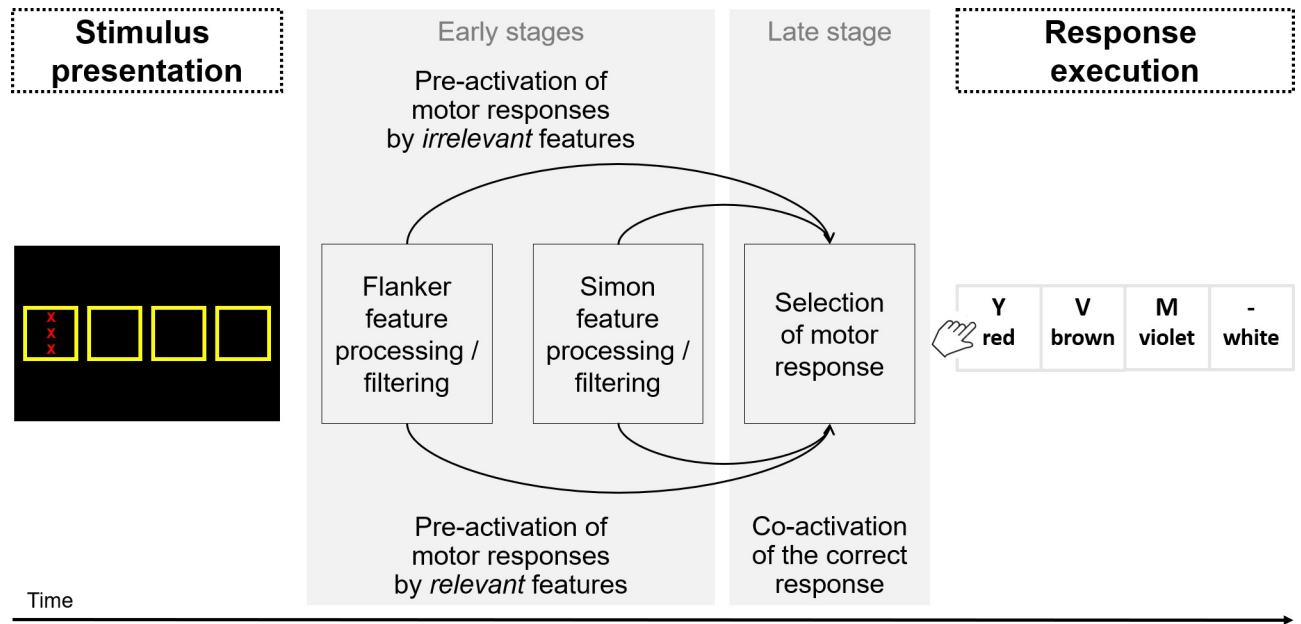 Stimulus
presentation
Early stages
Late stage
Response
execution
Pre-activation of
motor responses
by irrelevant features
x
x
x
Flanker
feature
processing /
filtering
Simon
feature
processing /
filtering
Selection
of motor
response
Y
red
V
brown
M
violet
-
white
Pre-activation of
motor responses
by relevant features
Co-activation
of the correct
response
Time